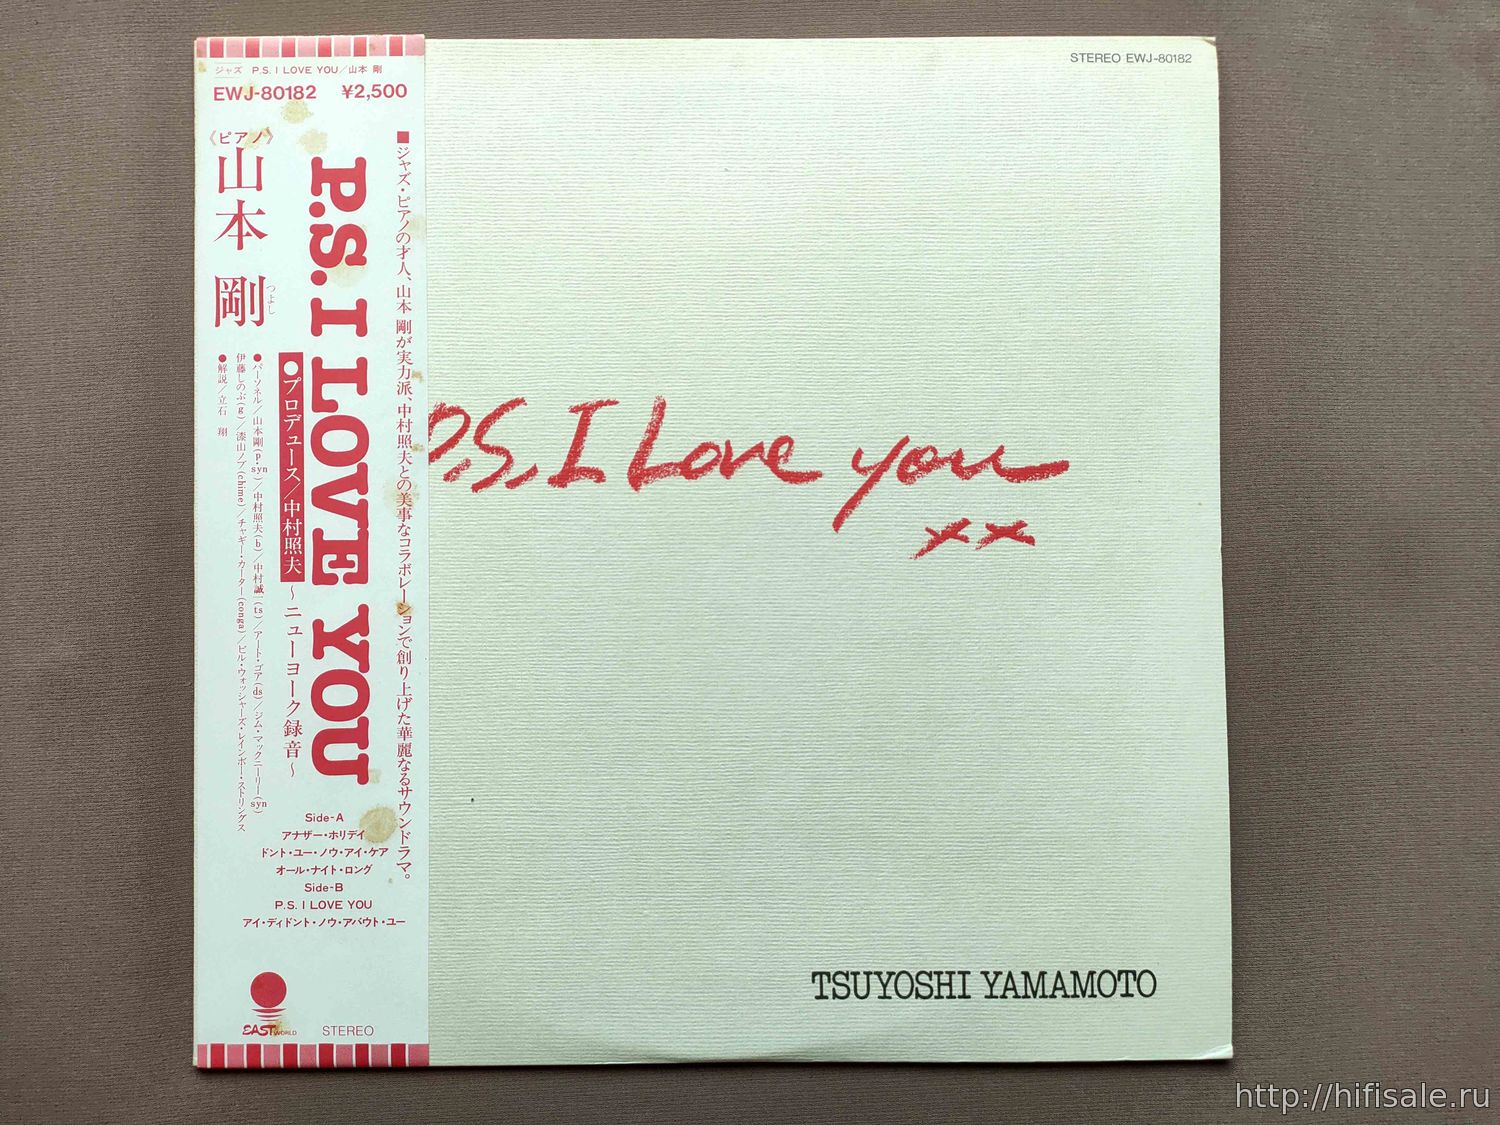 ジャズ P.S. I LOVE YOU／山本 剛
EWJ-80182 ¥2,500
■ジャズ・ピアノの才人、山本 剛が実力派、中村照夫との美事なコラボレーションで創り上げた華麗なるサウンドドラマ。
P.S. I LOVE YOU
●プロデュース／中村照夫
～ニューヨーク録音～
《ピアノ》
山本 剛
つよし
●パーソネル／山本剛(p・syn)／中村照夫(b)／中村誠一(ts)／アート・ゴア(ds)／ジム・マックニーリー(syn)
伊藤しのぶ(g)／漆山ノブ(chime)／チャギー・カーター(conga)／ビル・ウォッシャーズ・レインボー・ストリングス
●解説／立石 翔
Side-A
アナザー・ホリデイ
ドント・ユー・ノウ・アイ・ケア
オール・ナイト・ロング
Side-B
P.S. I LOVE YOU
アイ・ディドント・ノウ・アバウト・ユー
EAST WORLD
STEREO
STEREO EWJ-80182
P.S. I Love you
xx
TSUYOSHI YAMAMOTO
http://hifisale.ru